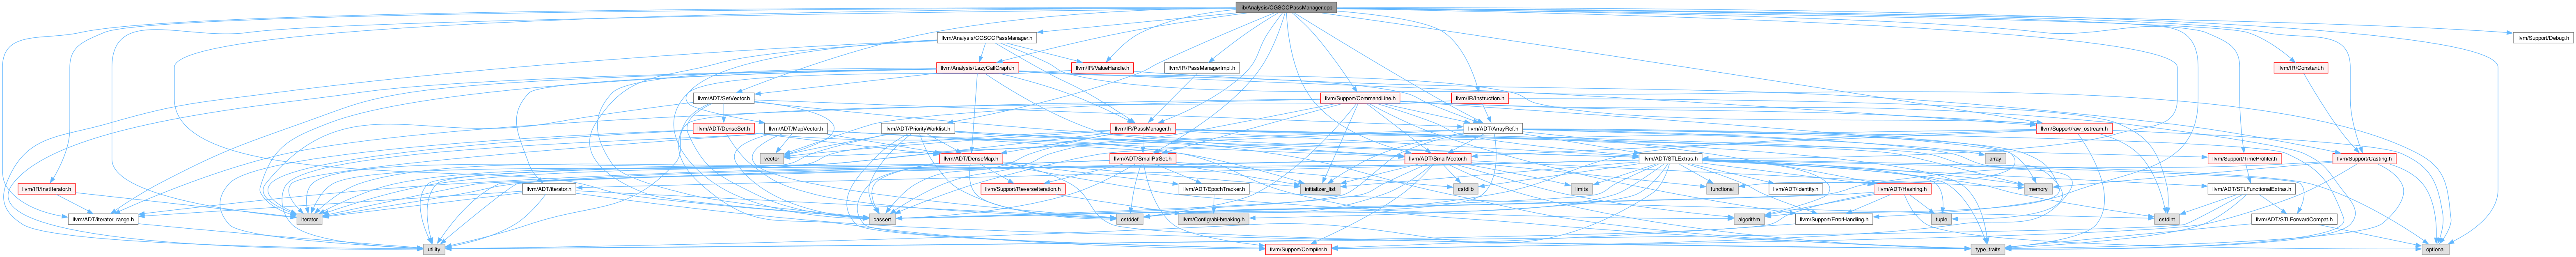 lib/Analysis/CGSCCPassManager.cpp
llvm/Analysis/CGSCCPassManager.h
llvm/Support/Debug.h
llvm/Analysis/LazyCallGraph.h
llvm/IR/ValueHandle.h
llvm/IR/PassManagerImpl.h
llvm/IR/Constant.h
llvm/ADT/SetVector.h
llvm/Support/CommandLine.h
llvm/IR/Instruction.h
llvm/ADT/DenseSet.h
llvm/ADT/MapVector.h
llvm/ADT/PriorityWorklist.h
llvm/IR/PassManager.h
llvm/ADT/ArrayRef.h
llvm/Support/raw_ostream.h
vector
llvm/ADT/DenseMap.h
llvm/ADT/SmallPtrSet.h
llvm/ADT/SmallVector.h
llvm/ADT/STLExtras.h
array
llvm/Support/TimeProfiler.h
llvm/Support/Casting.h
llvm/IR/InstIterator.h
llvm/ADT/iterator.h
llvm/Support/ReverseIteration.h
llvm/ADT/EpochTracker.h
initializer_list
cstdlib
limits
functional
llvm/ADT/identity.h
llvm/ADT/Hashing.h
memory
llvm/ADT/STLFunctionalExtras.h
llvm/ADT/iterator_range.h
iterator
cassert
cstddef
llvm/Config/abi-breaking.h
algorithm
llvm/Support/ErrorHandling.h
tuple
cstdint
llvm/ADT/STLForwardCompat.h
utility
llvm/Support/Compiler.h
type_traits
optional